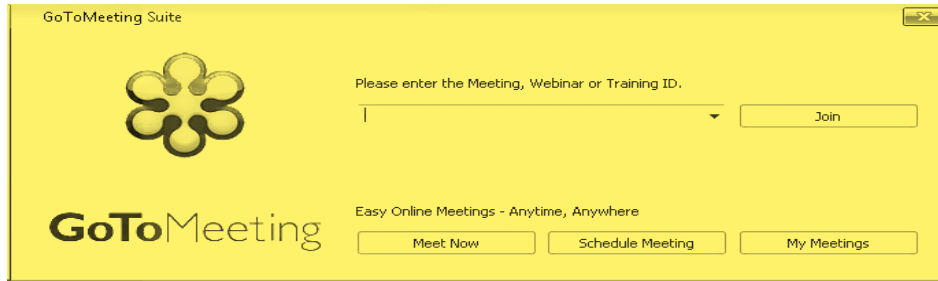 GoToMeeting Suite
Please enter the Meeting, Webinar or Training ID.
Join
GoToMeeting
Easy Online Meetings - Anytime, Anywhere
Meet Now
Schedule Meeting
My Meetings